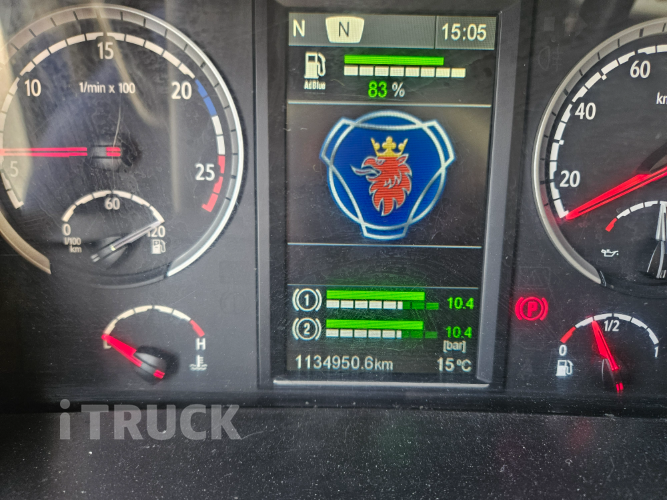 N N 15:05
AdBlue
83 %
5 10 15 20 25
1/min x 100
0 60 120
l/100
km
H
(1) 10.4
(2) 10.4
[bar]
1134950.6km 15°C
20 40 60
P
0 1/2 1
iTRUCK